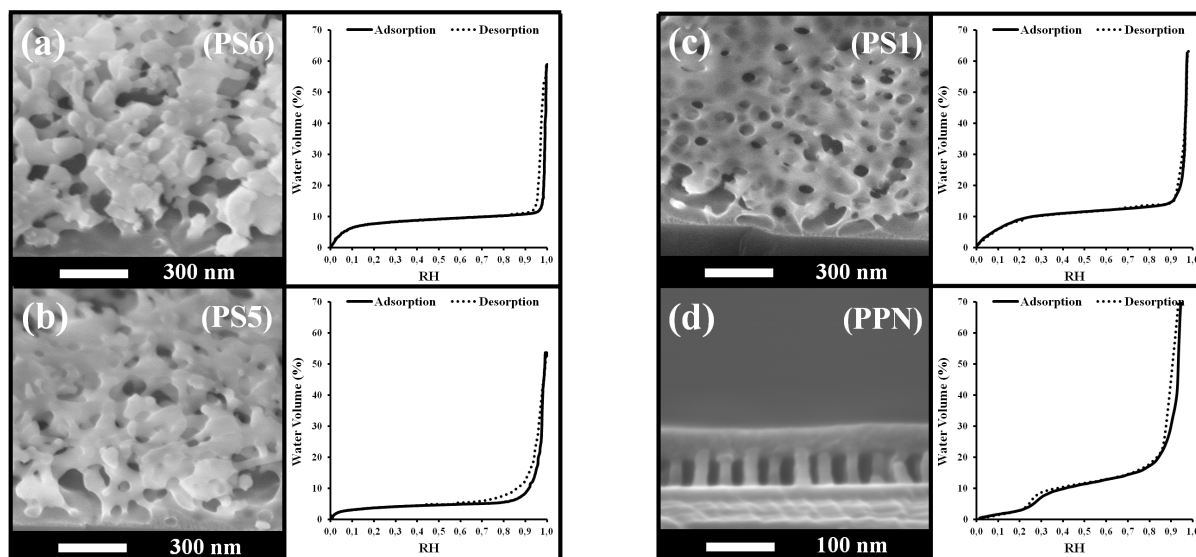 (a)
(PS6)
300 nm
Adsorption Desorption
Water Volume (%)
70
60
50
40
30
20
10
0
0,0 0,1 0,2 0,3 0,4 0,5 0,6 0,7 0,8 0,9 1,0
RH
(c)
(PS1)
300 nm
Adsorption Desorption
Water Volume (%)
70
60
50
40
30
20
10
0
0,0 0,1 0,2 0,3 0,4 0,5 0,6 0,7 0,8 0,9 1,0
RH
(b)
(PS5)
300 nm
Adsorption Desorption
Water Volume (%)
70
60
50
40
30
20
10
0
0,0 0,1 0,2 0,3 0,4 0,5 0,6 0,7 0,8 0,9 1,0
RH
(d)
(PPN)
100 nm
Adsorption Desorption
Water Volume (%)
70
60
50
40
30
20
10
0
0,0 0,1 0,2 0,3 0,4 0,5 0,6 0,7 0,8 0,9 1,0
RH